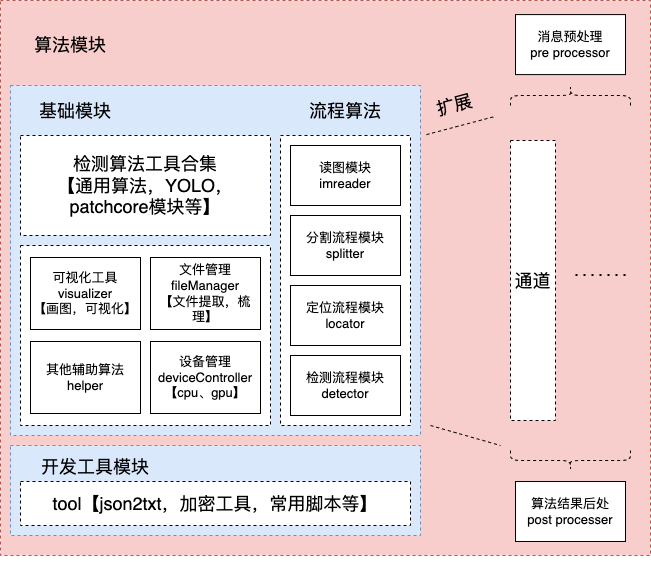 算法模块
消息预处理
pre processor
基础模块
流程算法
扩展
检测算法工具合集
【通用算法，YOLO，
patchcore模块等】
读图模块
imreader
分割流程模块
splitter
定位流程模块
locator
检测流程模块
detector
可视化工具
visualizer
【画图，可视化】
文件管理
fileManager
【文件提取，梳
理】
其他辅助算法
helper
设备管理
deviceController
【cpu、gpu】
通道
.......
开发工具模块
tool【json2txt，加密工具，常用脚本等】
算法结果后处
post processer